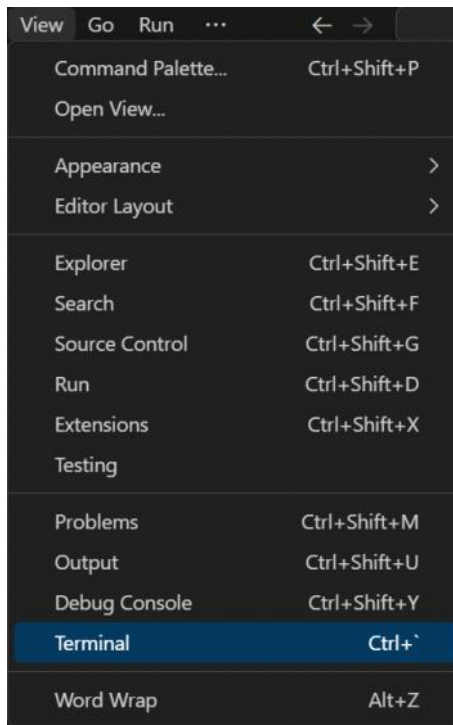 View Go Run ...
Command Palette... Ctrl+Shift+P
Open View...
Appearance
Editor Layout
Explorer Ctrl+Shift+E
Search Ctrl+Shift+F
Source Control Ctrl+Shift+G
Run Ctrl+Shift+D
Extensions Ctrl+Shift+X
Testing
Problems Ctrl+Shift+M
Output Ctrl+Shift+U
Debug Console Ctrl+Shift+Y
Terminal Ctrl+`
Word Wrap Alt+Z